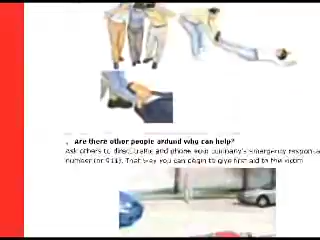 . Are there other people around who can help?
Ask others to direct traffic and phone your company's emergency response
number (or 911). That way you can begin to give first aid to the victim